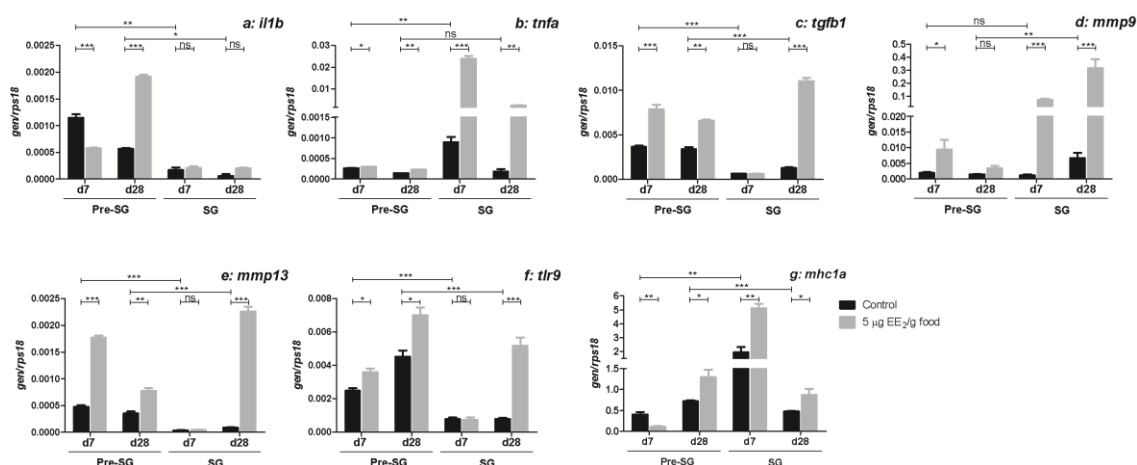 a: il1b
gen/rps18
0.0025
0.0020
0.0015
0.0010
0.0005
0.0000
**
*
*** *** ns ns
d7 d28 d7 d28
Pre-SG SG
b: tnfa
gen/rps18
0.03
0.02
0.01
0.0015
0.0010
0.0005
0.0000
**
ns
* ** *** **
d7 d28 d7 d28
Pre-SG SG
c: tgfb1
gen/rps18
0.015
0.010
0.005
0.000
***
***
*** ** ns ***
d7 d28 d7 d28
Pre-SG SG
d: mmp9
gen/rps18
0.5
0.4
0.3
0.2
0.1
0.020
0.015
0.010
0.005
0.000
ns
**
* ns *** ***
d7 d28 d7 d28
Pre-SG SG
e: mmp13
gen/rps18
0.0025
0.0020
0.0015
0.0010
0.0005
0.0000
***
***
*** ** ns ***
d7 d28 d7 d28
Pre-SG SG
f: tlr9
gen/rps18
0.008
0.006
0.004
0.002
0.000
***
***
* * ns ***
d7 d28 d7 d28
Pre-SG SG
g: mhc1a
gen/rps18
6
5
4
3
2
1.5
1.0
0.5
0.0
**
***
** * ** *
d7 d28 d7 d28
Pre-SG SG
Control
5 µg EE2/g food